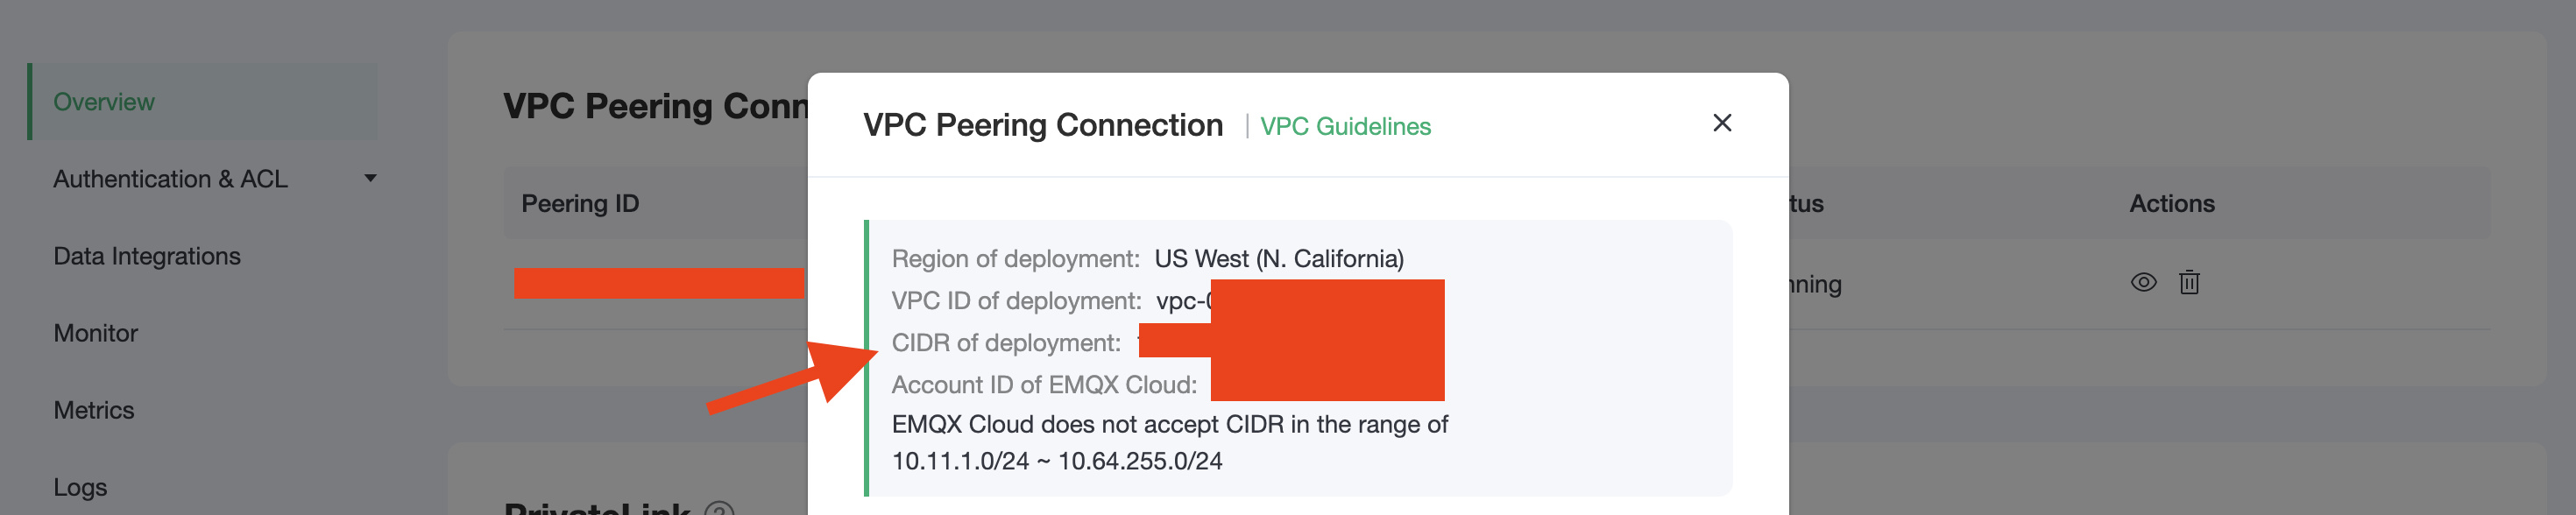 Overview
Authentication & ACL
Data Integrations
Monitor
Metrics
Logs
VPC Peering Conn
Peering ID
tus
Actions
nning
VPC Peering Connection | VPC Guidelines
Region of deployment: US West (N. California)
VPC ID of deployment: vpc-
CIDR of deployment:
Account ID of EMQX Cloud:
EMQX Cloud does not accept CIDR in the range of
10.11.1.0/24 ~ 10.64.255.0/24
PrivateLink